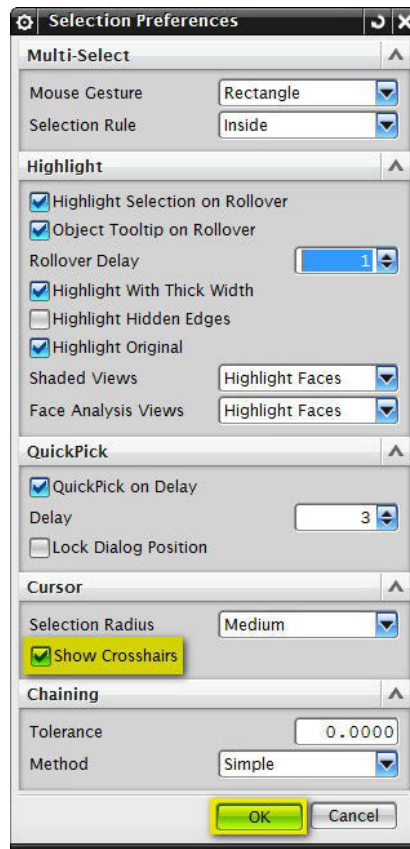 Selection Preferences
Multi-Select
Mouse Gesture Rectangle
Selection Rule Inside
Highlight
Highlight Selection on Rollover
Object Tooltip on Rollover
Rollover Delay 1
Highlight With Thick Width
Highlight Hidden Edges
Highlight Original
Shaded Views Highlight Faces
Face Analysis Views Highlight Faces
QuickPick
QuickPick on Delay
Delay 3
Lock Dialog Position
Cursor
Selection Radius Medium
Show Crosshairs
Chaining
Tolerance 0.0000
Method Simple
OK Cancel